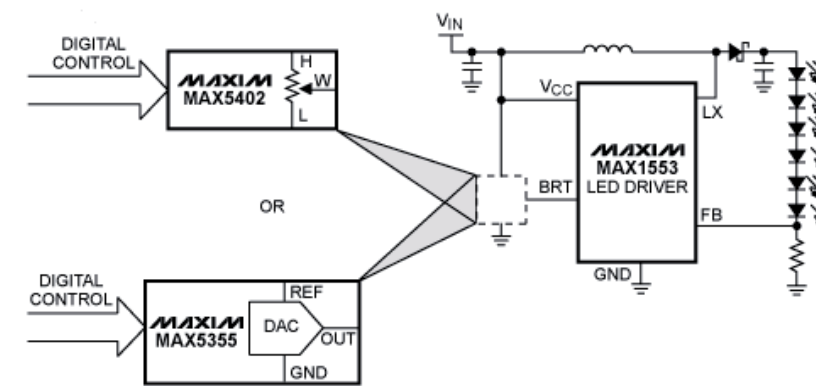 DIGITAL
CONTROL
MAXIM
MAX5402
H
W
L
OR
DIGITAL
CONTROL
MAXIM
MAX5355
REF
DAC
OUT
GND
VIN
VCC
LX
MAXIM
MAX1553
LED DRIVER
BRT
FB
GND